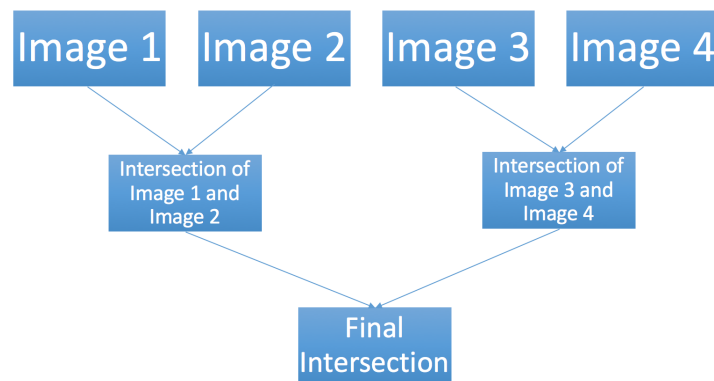 Image 1
Image 2
Image 3
Image 4
Intersection of
Image 1 and
Image 2
Intersection of
Image 3 and
Image 4
Final
Intersection